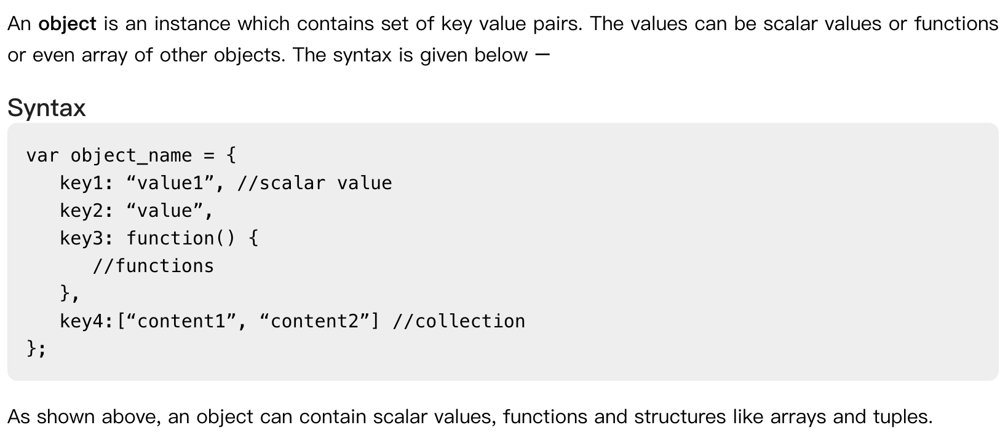 An object is an instance which contains set of key value pairs. The values can be scalar values or functions
or even array of other objects. The syntax is given below −
Syntax
var object_name = {
   key1: “value1”, //scalar value
   key2: “value”,
   key3: function() {
      //functions
   },
   key4:[“content1”, “content2”] //collection
};
As shown above, an object can contain scalar values, functions and structures like arrays and tuples.